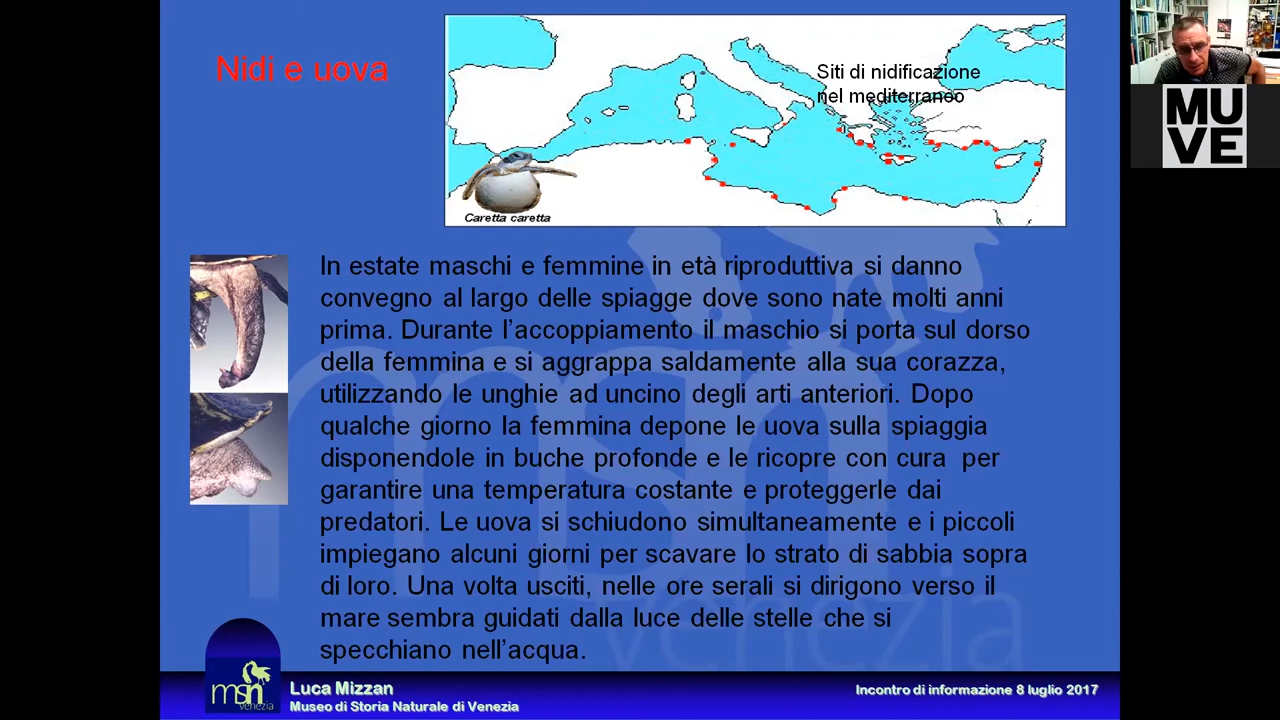 Nidi e uova
Siti di nidificazione
nel mediterraneo
Caretta caretta
MU
VE
In estate maschi e femmine in età riproduttiva si danno
convegno al largo delle spiagge dove sono nate molti anni
prima. Durante l'accoppiamento il maschio si porta sul dorso
della femmina e si aggrappa saldamente alla sua corazza,
utilizzando le unghie ad uncino degli arti anteriori. Dopo
qualche giorno la femmina depone le uova sulla spiaggia
disponendole in buche profonde e le ricopre con cura per
garantire una temperatura costante e proteggerle dai
predatori. Le uova si schiudono simultaneamente e i piccoli
impiegano alcuni giorni per scavare lo strato di sabbia sopra
di loro. Una volta usciti, nelle ore serali si dirigono verso il
mare sembra guidati dalla luce delle stelle che si
specchiano nell'acqua.
msn
venezia
msn
venezia
Luca Mizzan
Museo di Storia Naturale di Venezia
Incontro di informazione 8 luglio 2017